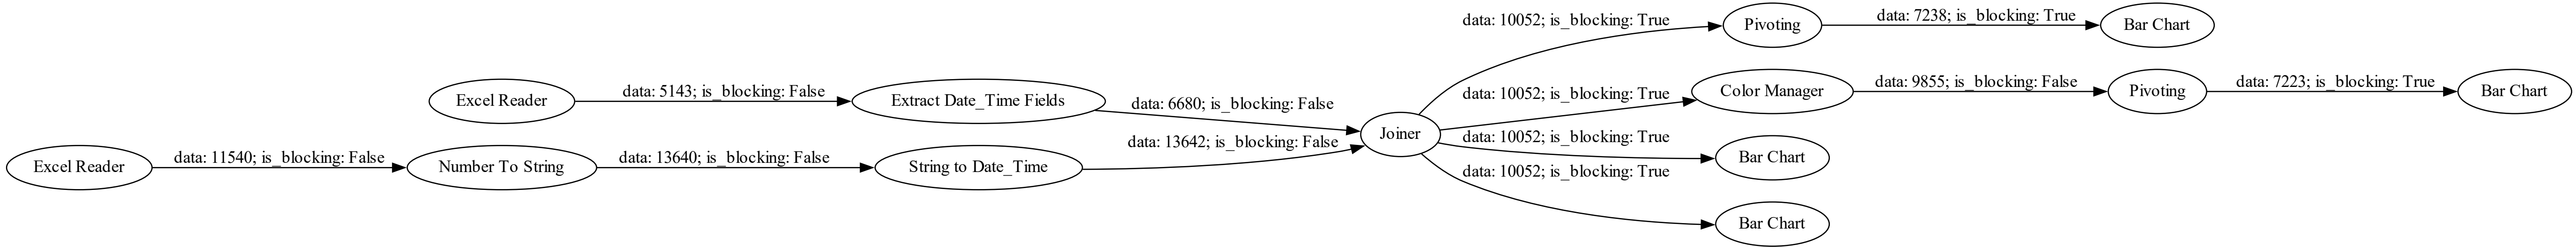 data: 10052; is_blocking: True
Pivoting
data: 7238; is_blocking: True
Bar Chart
Excel Reader
data: 5143; is_blocking: False
Extract Date_Time Fields
data: 6680; is_blocking: False
data: 10052; is_blocking: True
Color Manager
data: 9855; is_blocking: False
Pivoting
data: 7223; is_blocking: True
Bar Chart
Joiner
Excel Reader
data: 11540; is_blocking: False
Number To String
data: 13640; is_blocking: False
String to Date_Time
data: 13642; is_blocking: False
data: 10052; is_blocking: True
Bar Chart
data: 10052; is_blocking: True
Bar Chart